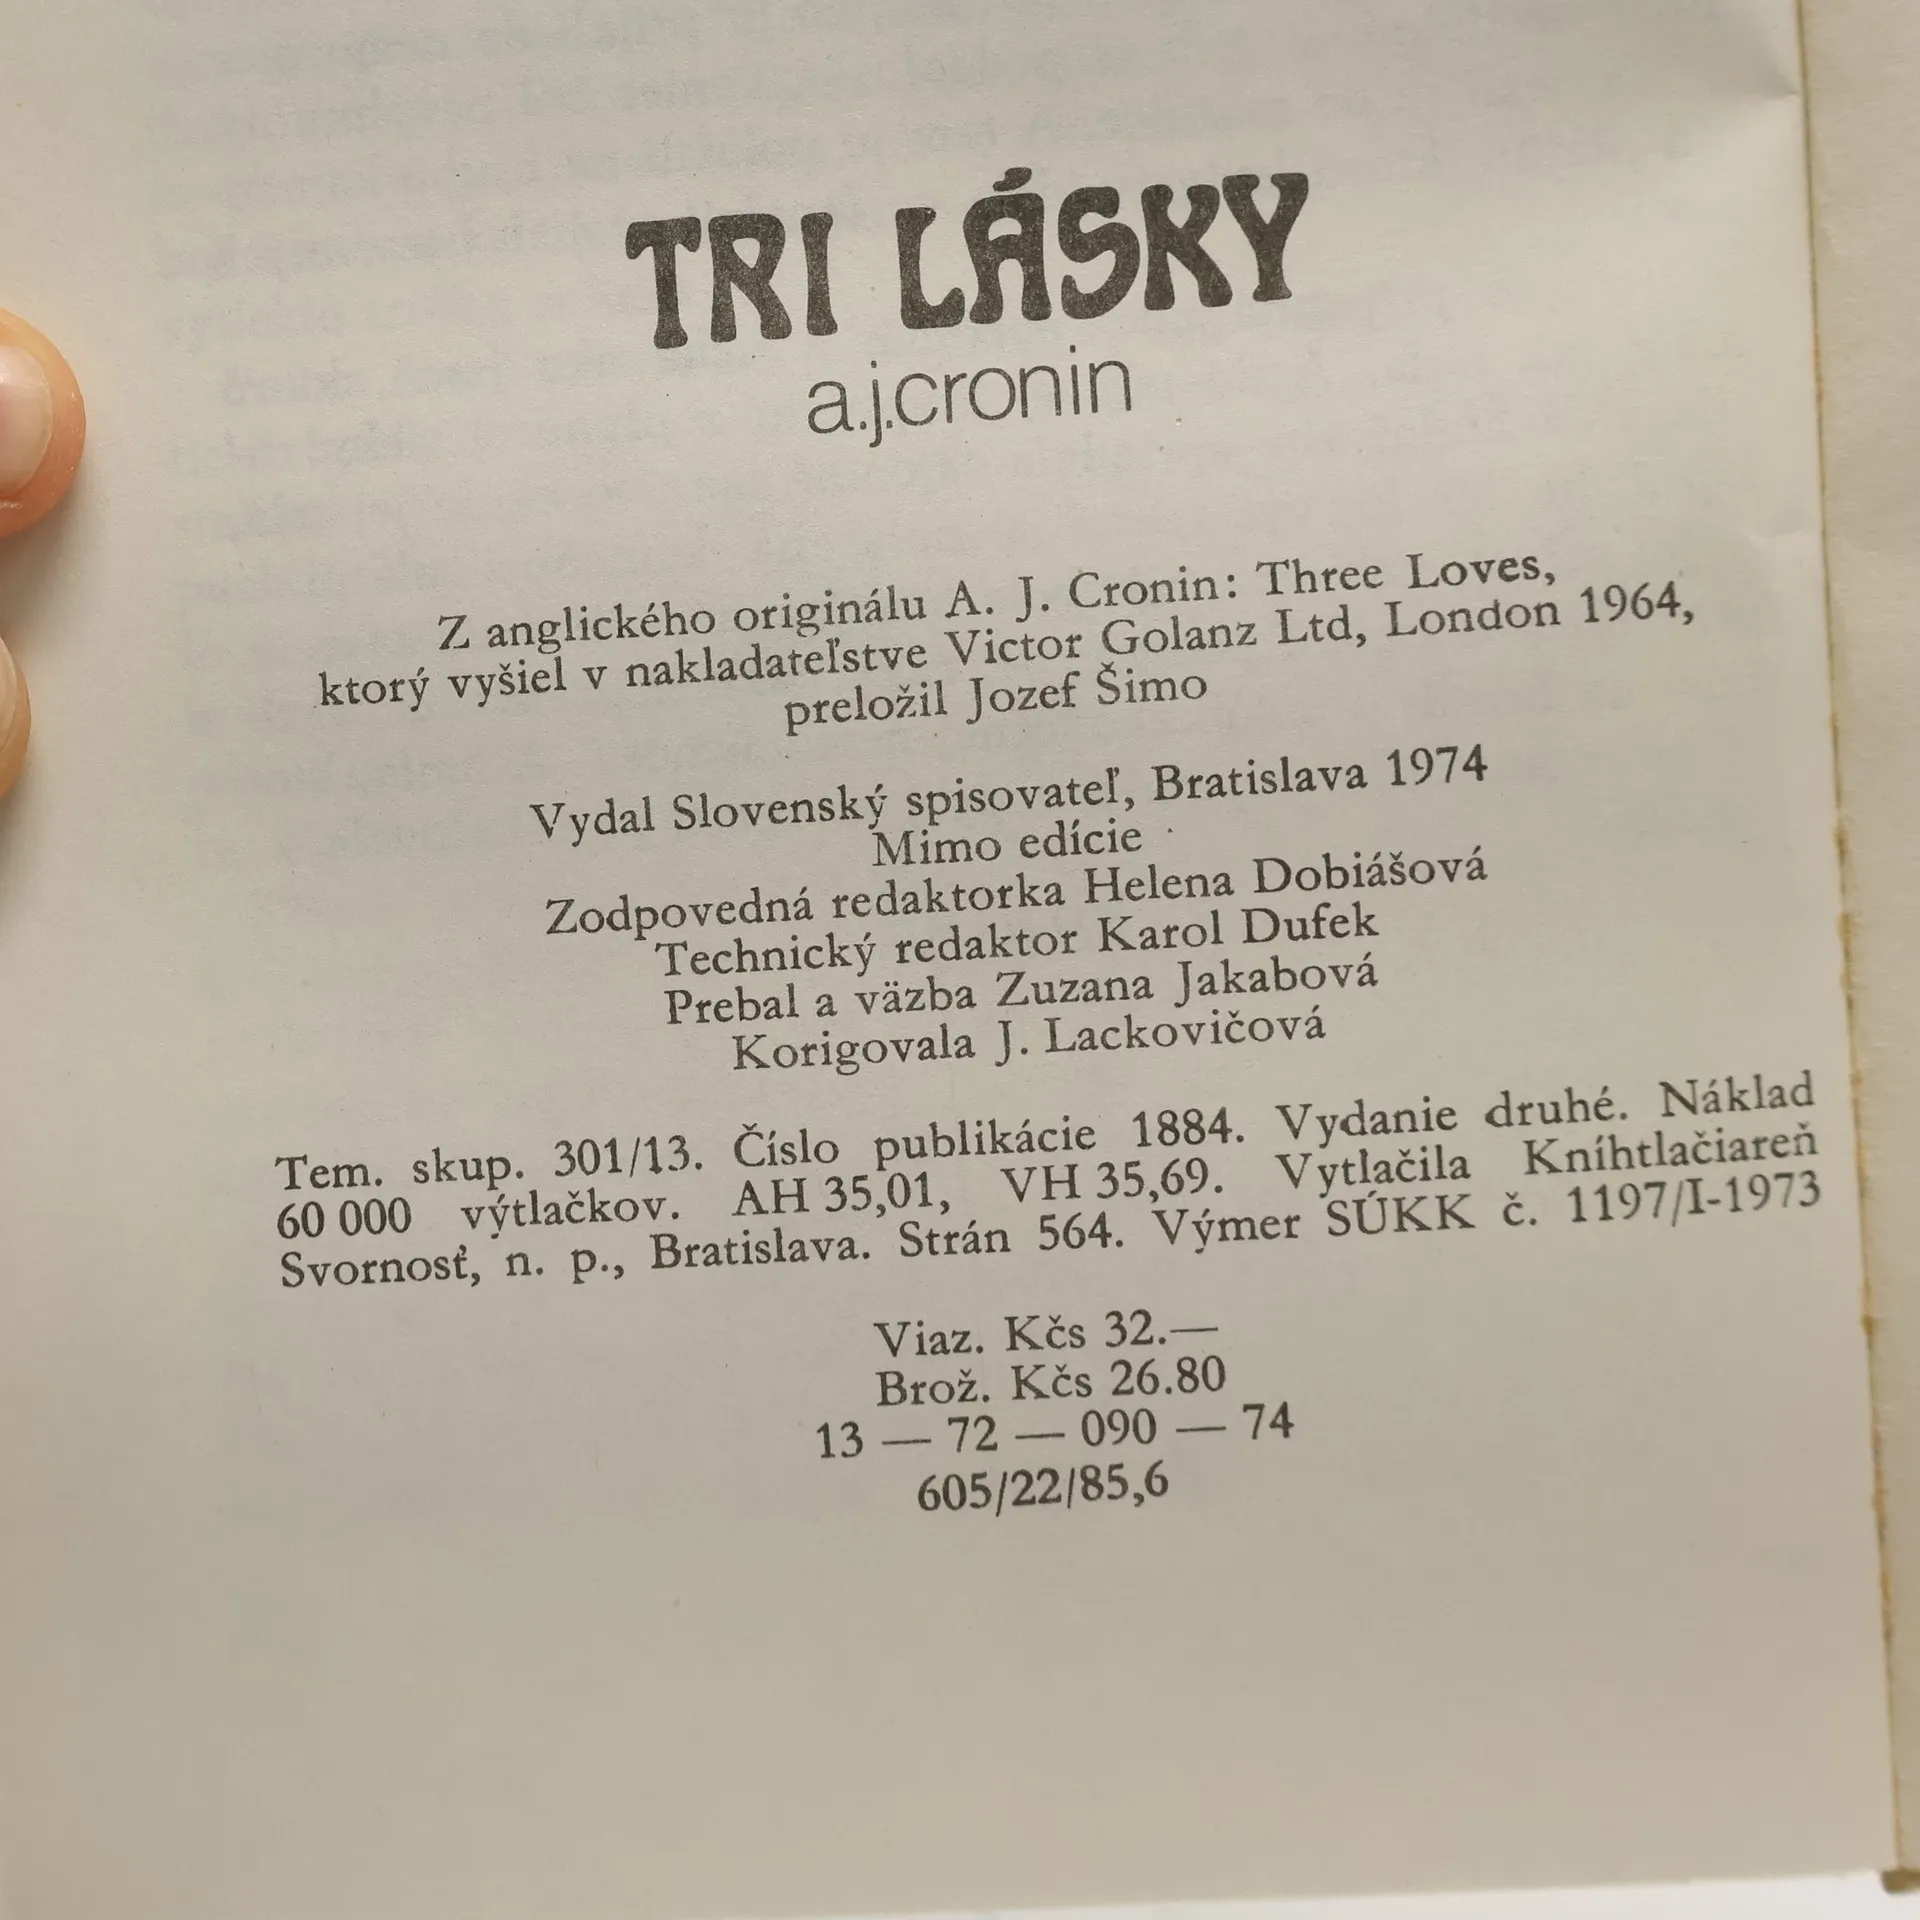 TRI LÁSKY
a.j.cronin
Z anglického originálu A. J. Cronin: Three Loves,
ktorý vyšiel v nakladateľstve Victor Golanz Ltd, London 1964,
preložil Jozef Šimo
Vydal Slovenský spisovateľ, Bratislava 1974
Mimo edície
Zodpovedná redaktorka Helena Dobiášová
Technický redaktor Karol Dufek
Prebal a väzba Zuzana Jakabová
Korigovala J. Lackovičová
Tem. skup. 301/13. Číslo publikácie 1884. Vydanie druhé. Náklad
60 000 výtlačkov. AH 35,01, VH 35,69. Vytlačila Kníhtlačiareň
Svornosť, n. p., Bratislava. Strán 564. Výmer SÚKK č. 1197/I-1973
Viaz. Kčs 32.—
Brož. Kčs 26.80
13 — 72 — 090 — 74
605/22/85,6